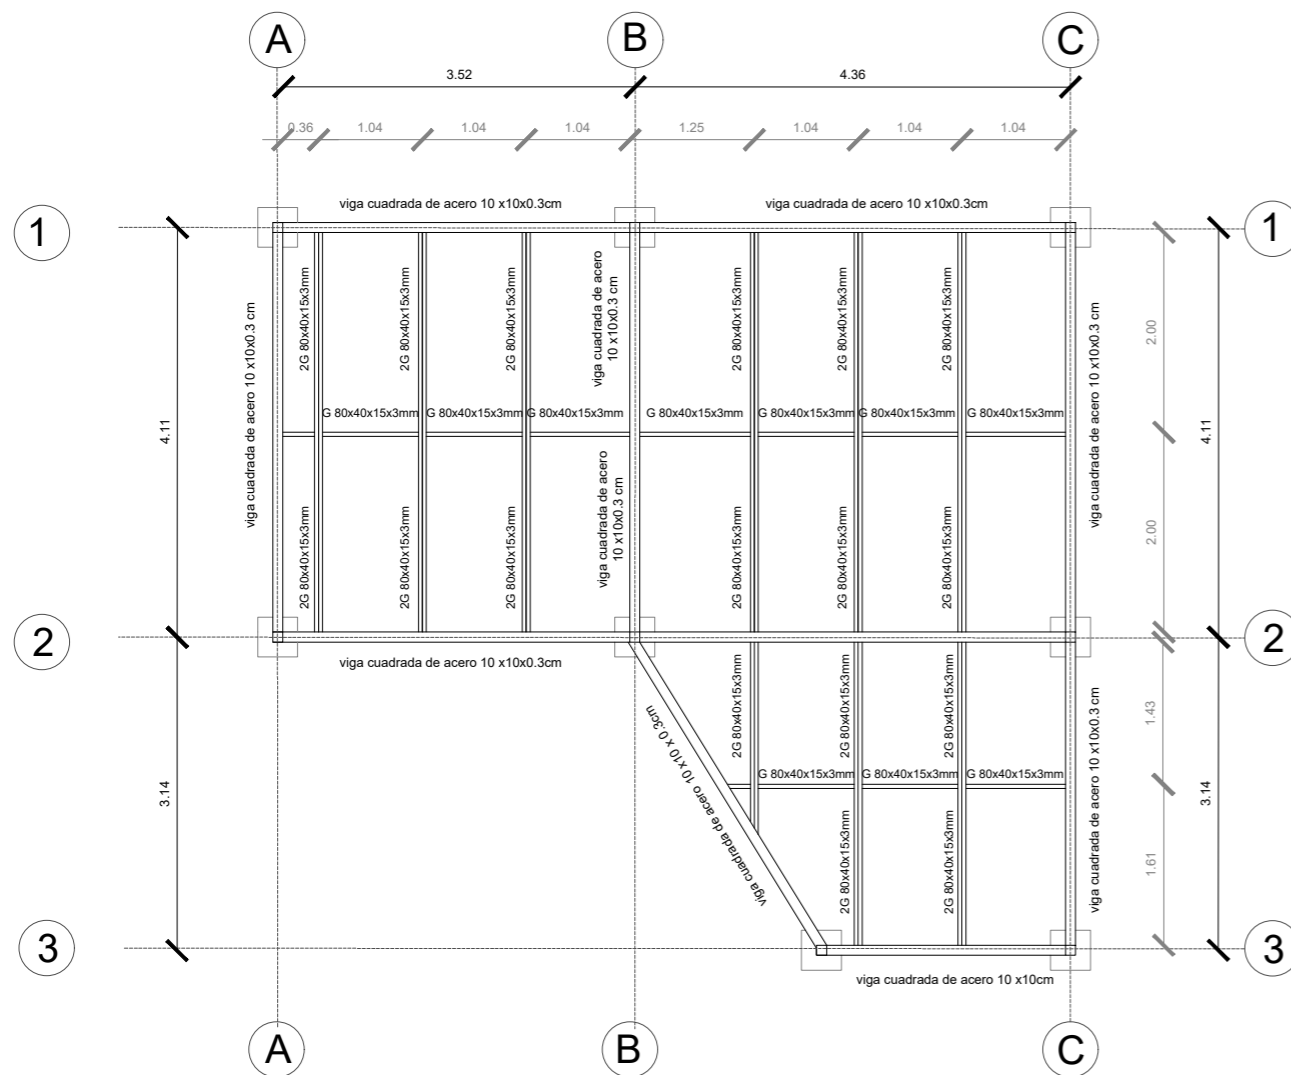 A
B
C
3.52
4.36
0.36
1.04
1.04
1.04
1.25
1.04
1.04
1.04
viga cuadrada de acero 10 x10x0.3cm
viga cuadrada de acero 10 x10x0.3cm
1
1
2G 80x40x15x3mm
2G 80x40x15x3mm
2G 80x40x15x3mm
viga cuadrada de acero
10 x10x0.3 cm
2G 80x40x15x3mm
2G 80x40x15x3mm
2G 80x40x15x3mm
viga cuadrada de acero 10 x10x0.3 cm
viga cuadrada de acero 10 x10x0.3 cm
2.00
4.11
4.11
G 80x40x15x3mm
G 80x40x15x3mm
G 80x40x15x3mm
G 80x40x15x3mm
G 80x40x15x3mm
G 80x40x15x3mm
G 80x40x15x3mm
2G 80x40x15x3mm
2G 80x40x15x3mm
2G 80x40x15x3mm
viga cuadrada de acero
10 x10x0.3 cm
2G 80x40x15x3mm
2G 80x40x15x3mm
2G 80x40x15x3mm
2.00
2
2
viga cuadrada de acero 10 x10x0.3cm
2G 80x40x15x3mm
2G 80x40x15x3mm
2G 80x40x15x3mm
viga cuadrada de acero 10 x10x0.3 cm
1.43
viga cuadrada de acero 10 x10 x 0.3cm
G 80x40x15x3mm
G 80x40x15x3mm
G 80x40x15x3mm
3.14
3.14
2G 80x40x15x3mm
2G 80x40x15x3mm
1.61
3
3
viga cuadrada de acero 10 x10cm
A
B
C